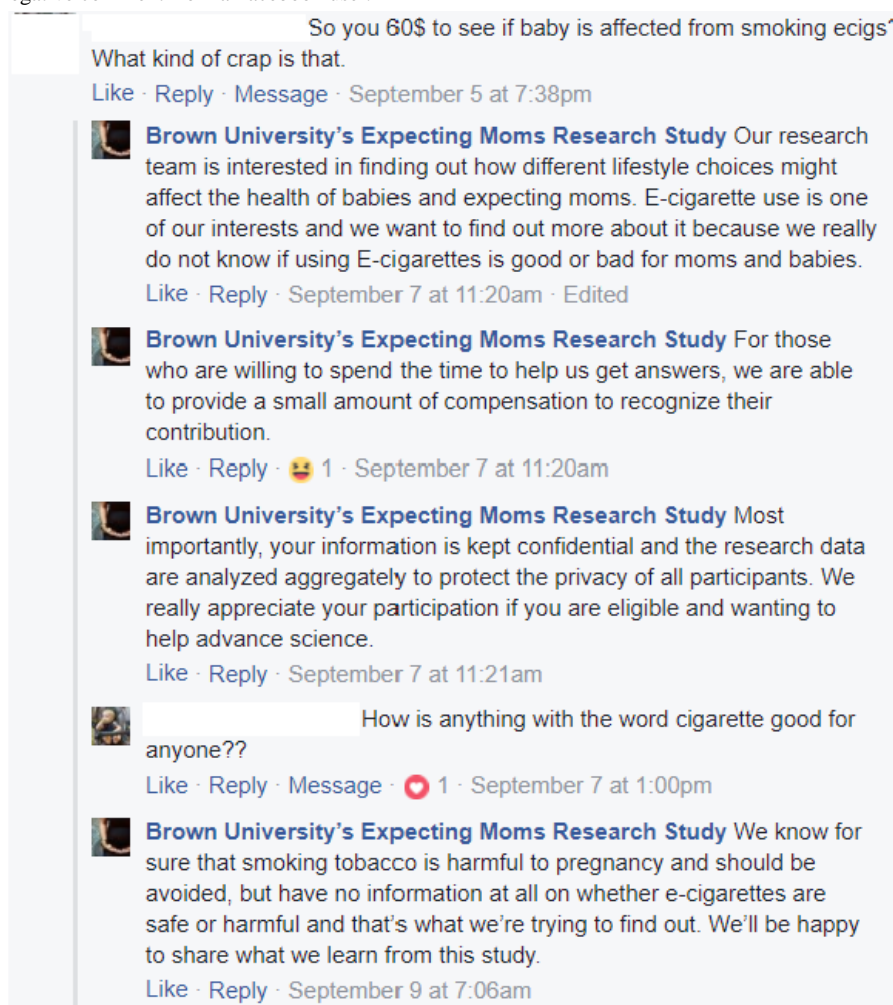 So you 60$ to see if baby is affected from smoking ecigs?
What kind of crap is that.
Like · Reply · Message · September 5 at 7:38pm
Brown University's Expecting Moms Research Study Our research
team is interested in finding out how different lifestyle choices might
affect the health of babies and expecting moms. E-cigarette use is one
of our interests and we want to find out more about it because we really
do not know if using E-cigarettes is good or bad for moms and babies.
Like · Reply · September 7 at 11:20am · Edited
Brown University's Expecting Moms Research Study For those
who are willing to spend the time to help us get answers, we are able
to provide a small amount of compensation to recognize their
contribution.
Like · Reply · 1 · September 7 at 11:20am
Brown University's Expecting Moms Research Study Most
importantly, your information is kept confidential and the research data
are analyzed aggregately to protect the privacy of all participants. We
really appreciate your participation if you are eligible and wanting to
help advance science.
Like · Reply · September 7 at 11:21am
How is anything with the word cigarette good for
anyone??
Like · Reply · Message · 1 · September 7 at 1:00pm
Brown University's Expecting Moms Research Study We know for
sure that smoking tobacco is harmful to pregnancy and should be
avoided, but have no information at all on whether e-cigarettes are
safe or harmful and that's what we're trying to find out. We'll be happy
to share what we learn from this study.
Like · Reply · September 9 at 7:06am